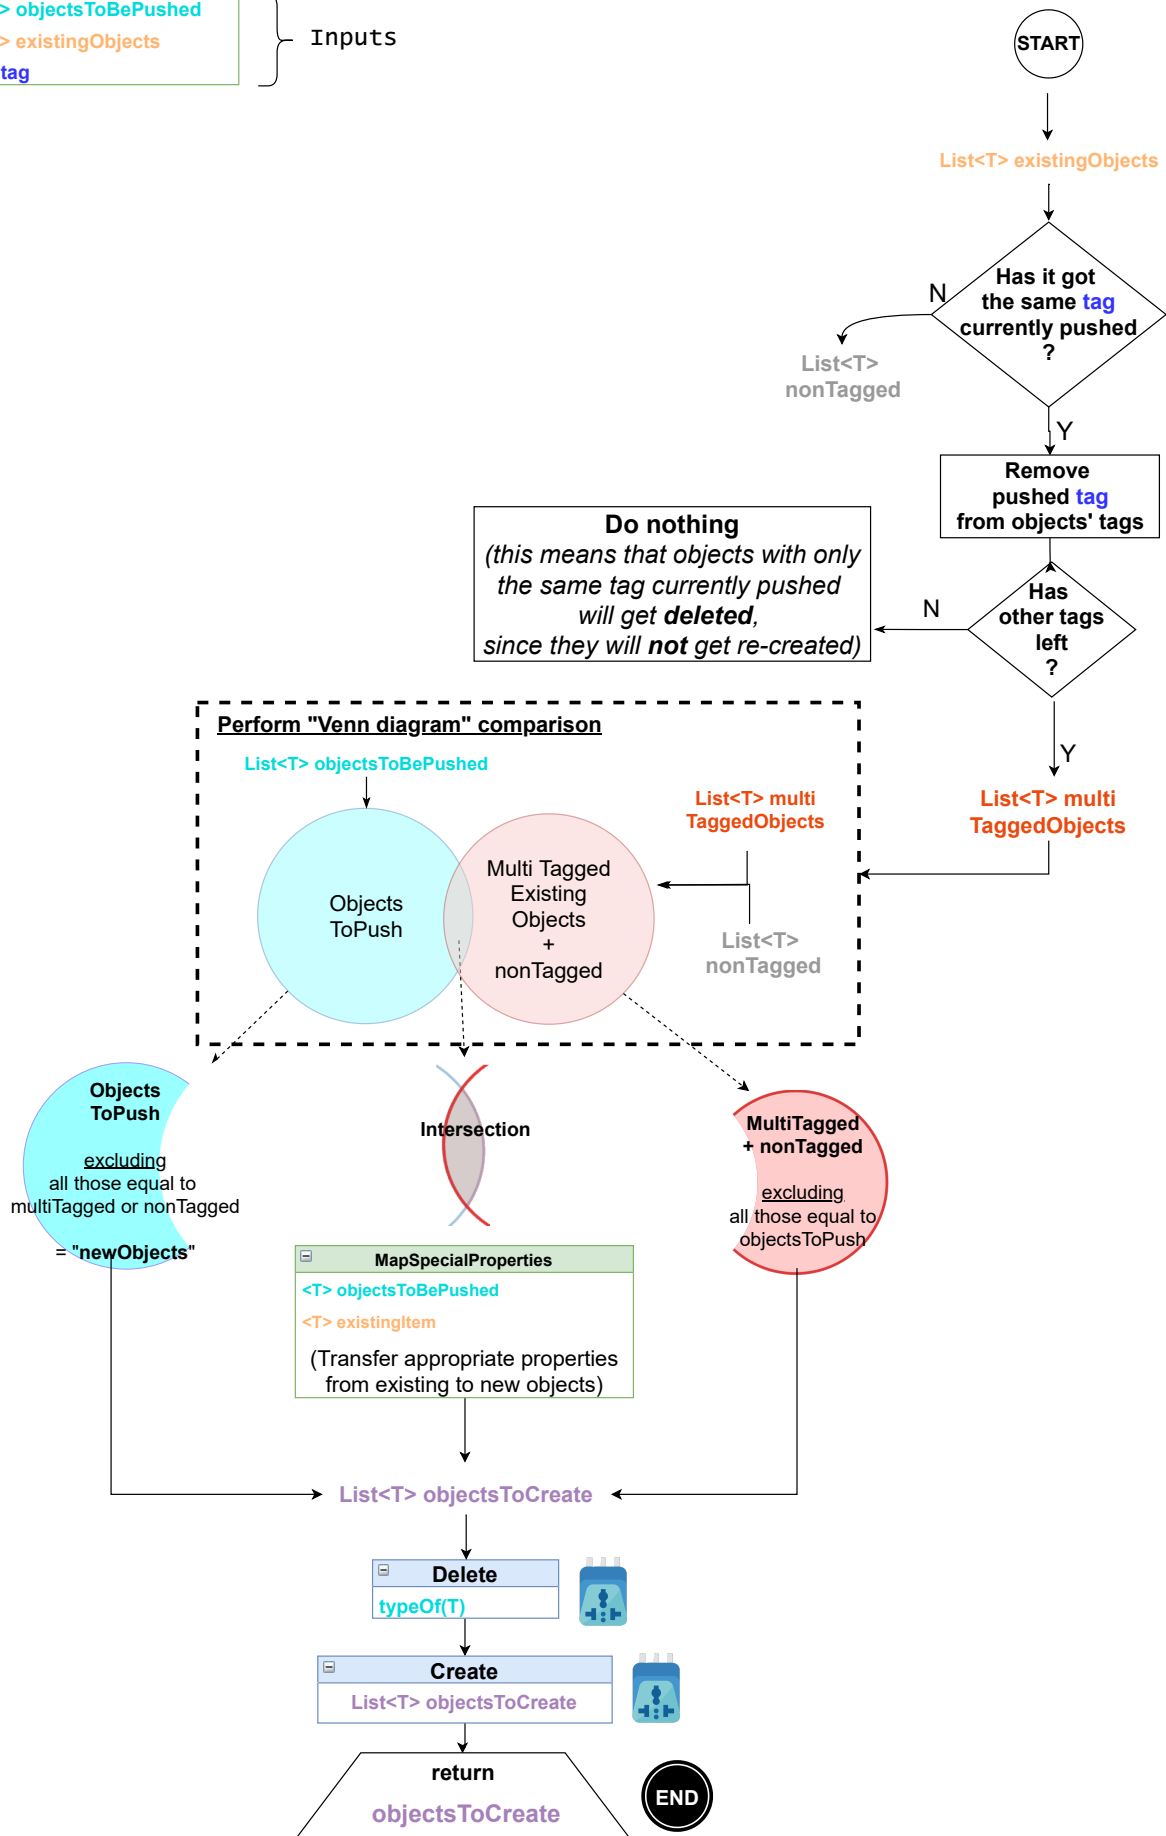 > objectsToBePushed
> existingObjects
tag
Inputs
START
List<T> existingObjects
Has it got
the same tag
currently pushed
?
N
List<T>
nonTagged
Y
Remove
pushed tag
from objects' tags
Do nothing
(this means that objects with only
the same tag currently pushed
will get deleted,
since they will not get re-created)
N
Has
other tags
left
?
Y
List<T> multi
TaggedObjects
Perform "Venn diagram" comparison
List<T> objectsToBePushed
List<T> multi
TaggedObjects
Objects
ToPush
Multi Tagged
Existing
Objects
+
nonTagged
List<T>
nonTagged
Objects
ToPush
excluding
all those equal to
multiTagged or nonTagged
= "newObjects"
Intersection
MultiTagged
+ nonTagged
excluding
all those equal to
objectsToPush
MapSpecialProperties
<T> objectsToBePushed
<T> existingItem
(Transfer appropriate properties
from existing to new objects)
List<T> objectsToCreate
Delete
typeOf(T)
Create
List<T> objectsToCreate
return
objectsToCreate
END